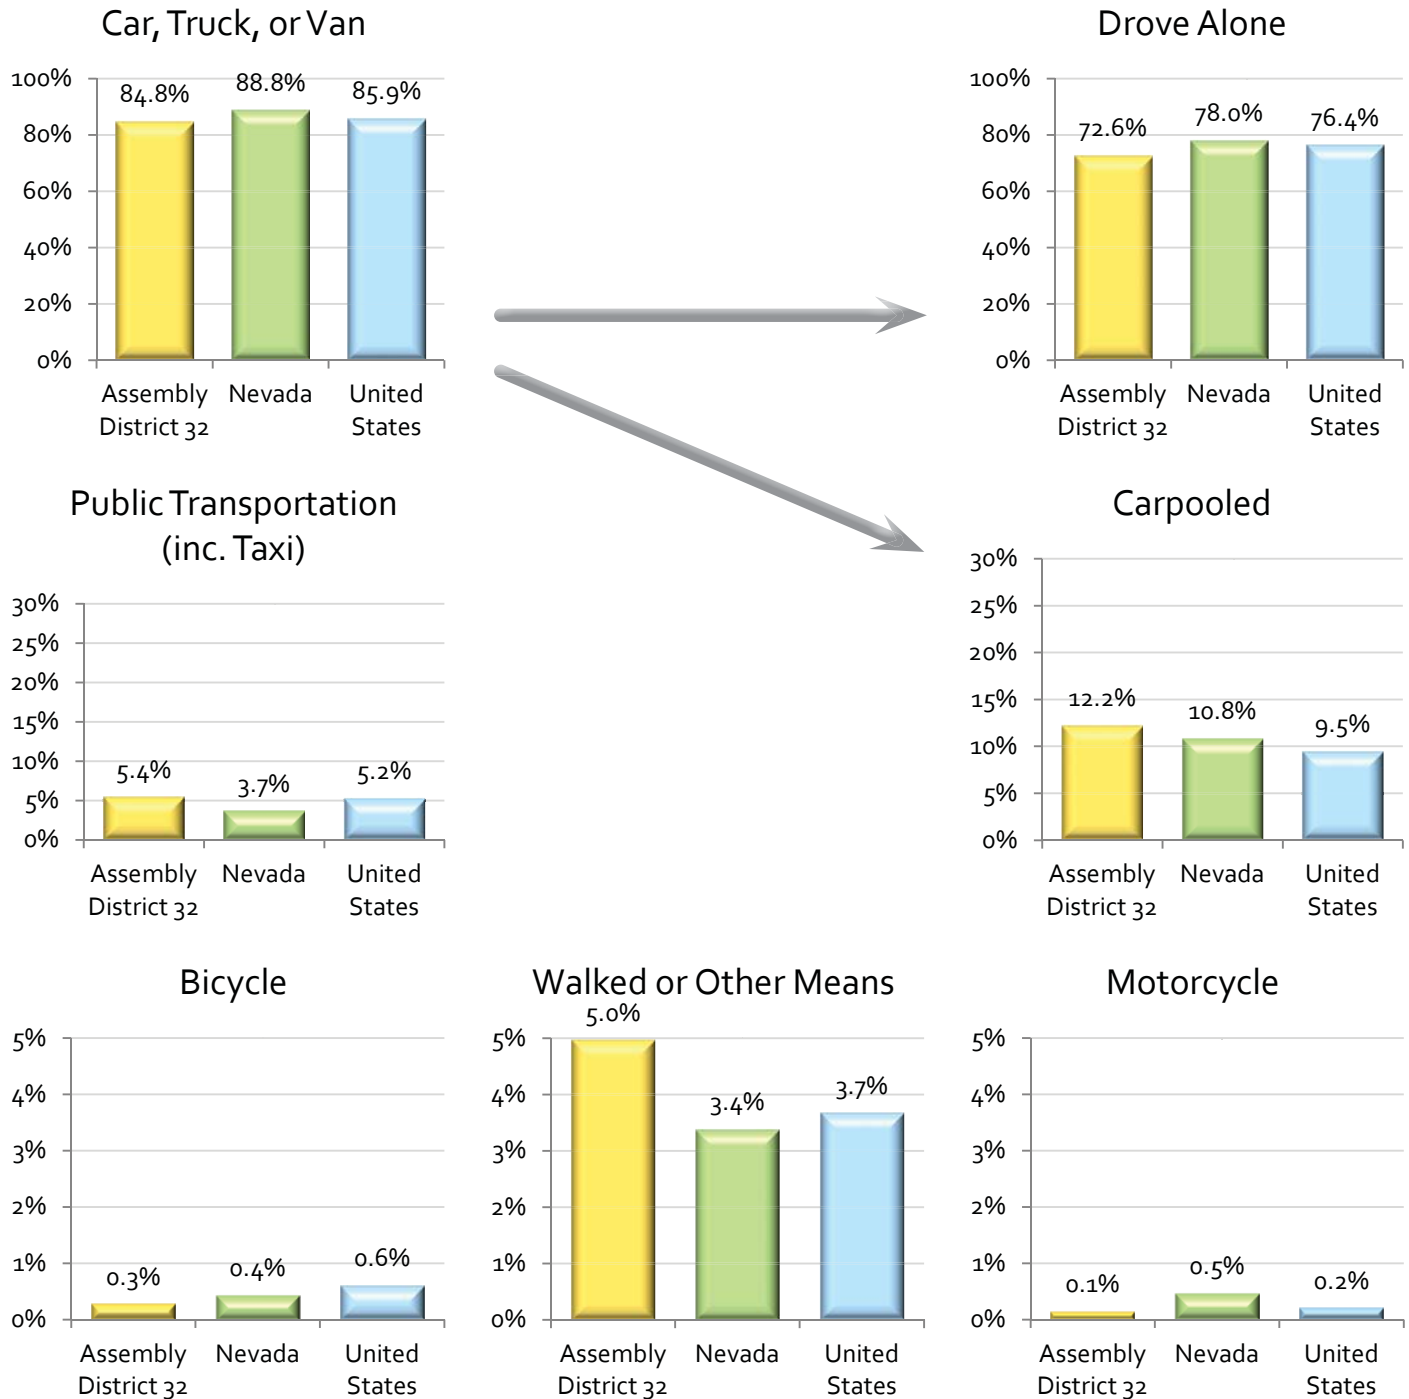 Car, Truck, or Van
100%
80%
60%
40%
20%
0%
84.8%
88.8%
85.9%
Assembly
District 32
Nevada
United
States
Drove Alone
100%
80%
60%
40%
20%
0%
72.6%
78.0%
76.4%
Assembly
District 32
Nevada
United
States
Public Transportation
(inc. Taxi)
30%
25%
20%
15%
10%
5%
0%
5.4%
3.7%
5.2%
Assembly
District 32
Nevada
United
States
Carpooled
30%
25%
20%
15%
10%
5%
0%
12.2%
10.8%
9.5%
Assembly
District 32
Nevada
United
States
Bicycle
5%
4%
3%
2%
1%
0%
0.3%
0.4%
0.6%
Assembly
District 32
Nevada
United
States
Walked or Other Means
5%
4%
3%
2%
1%
0%
5.0%
3.4%
3.7%
Assembly
District 32
Nevada
United
States
Motorcycle
5%
4%
3%
2%
1%
0%
0.1%
0.5%
0.2%
Assembly
District 32
Nevada
United
States